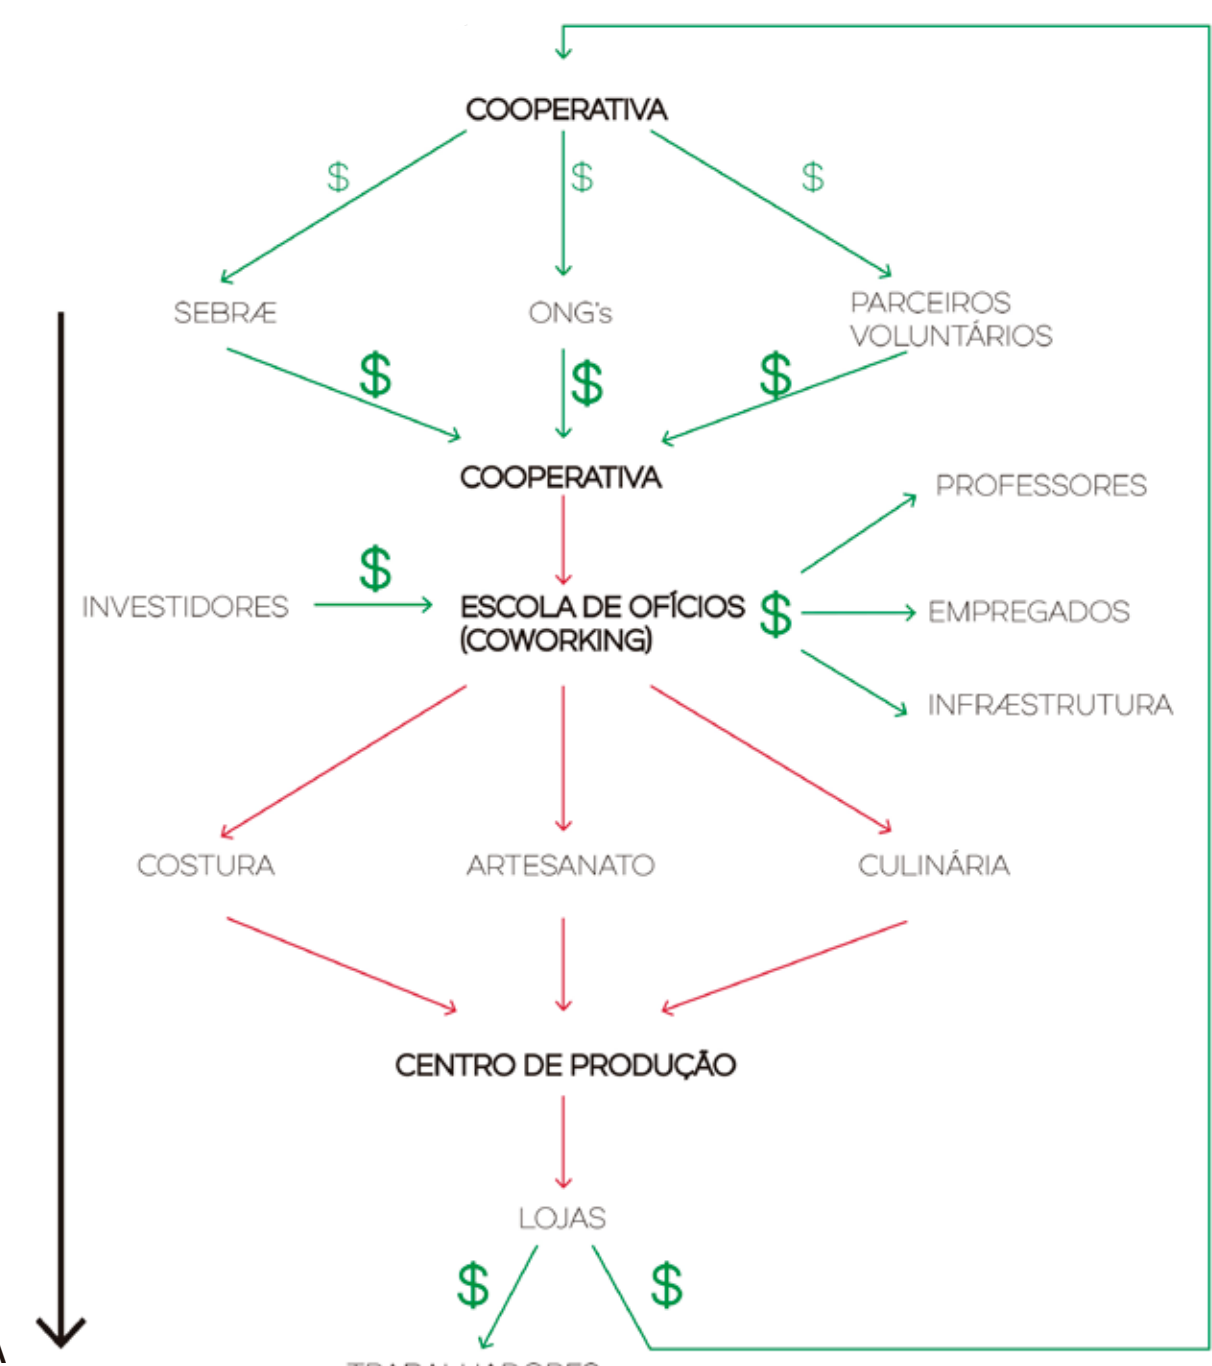 COOPERATIVA
$ $ $
SEBRÆ
ONG's
PARCEIROS
VOLUNTÁRIOS
$ $ $
COOPERATIVA
PROFESSORES
INVESTIDORES
$
ESCOLA DE OFÍCIOS
(COWORKING)
$
EMPREGADOS
INFRÆSTRUTURA
COSTURA
ARTESANATO
CULINÁRIA
CENTRO DE PRODUÇÃO
LOJAS
$ $
TRABALHADORES